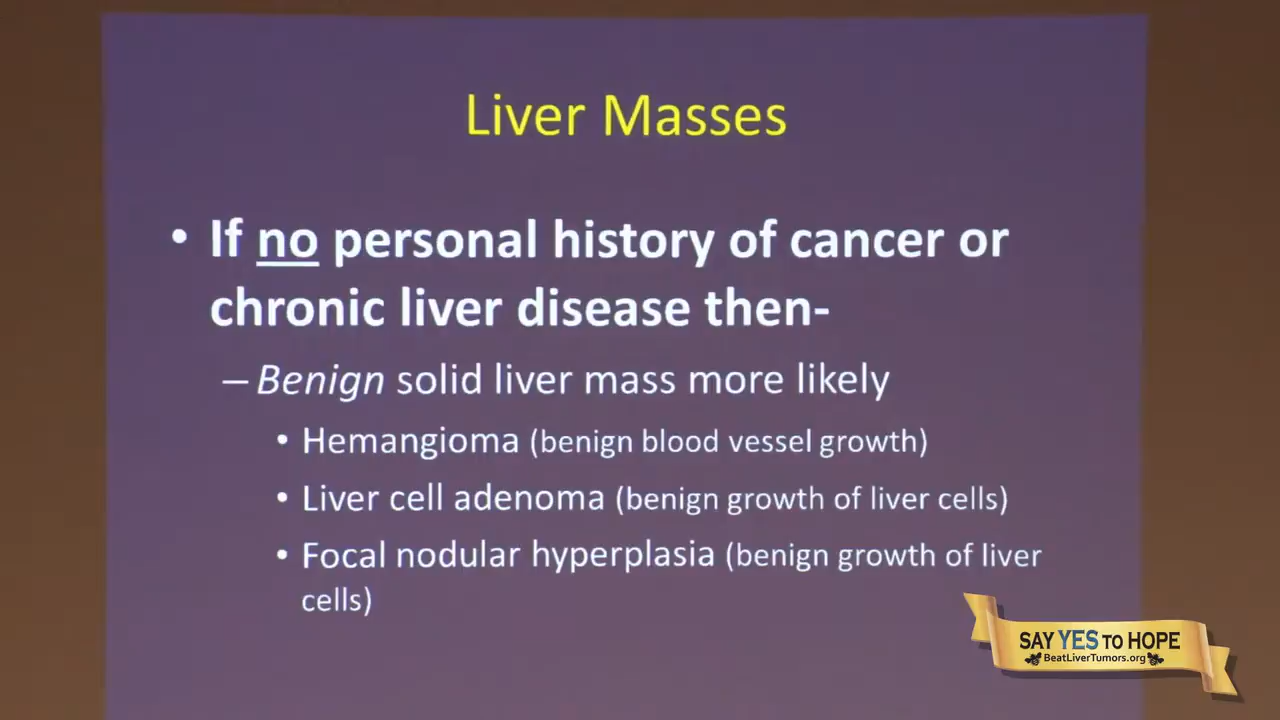 Liver Masses
• If no personal history of cancer or
chronic liver disease then-
– Benign solid liver mass more likely
• Hemangioma (benign blood vessel growth)
• Liver cell adenoma (benign growth of liver cells)
• Focal nodular hyperplasia (benign growth of liver
cells)
SAY YES TO HOPE
BeatLiverTumors.org